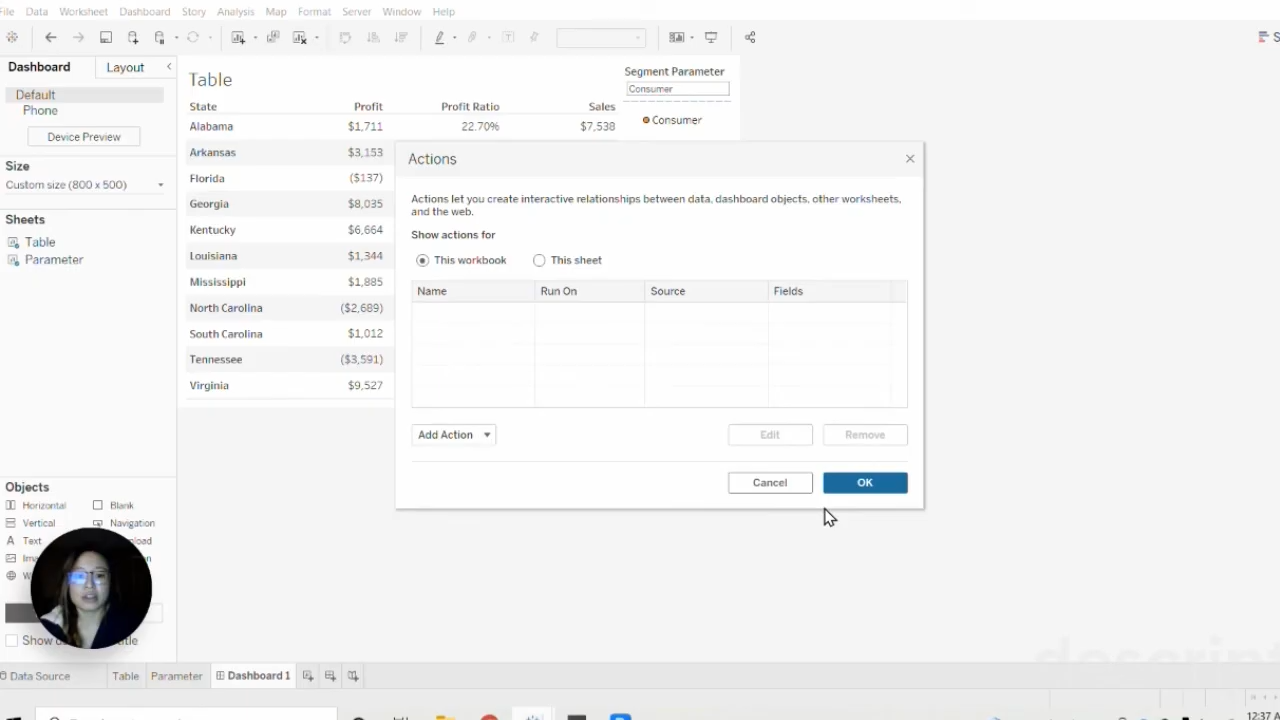 File Data Worksheet Dashboard Story Analysis Map Format Server Window Help
Dashboard Layout
Default
Phone
Device Preview
Size
Custom size (800 x 500)
Sheets
Table
Parameter
Objects
Horizontal Blank
Vertical Navigation
Text
Table
State Profit Profit Ratio Sales
Alabama $1,711 22.70% $7,538
Arkansas $3,153
Florida ($137)
Georgia $8,035
Kentucky $6,664
Louisiana $1,344
Mississippi $1,885
North Carolina ($2,689)
South Carolina $1,012
Tennessee ($3,591)
Virginia $9,527
Segment Parameter
Consumer
Consumer
Actions
Actions let you create interactive relationships between data, dashboard objects, other worksheets,
and the web.
Show actions for
This workbook This sheet
Name Run On Source Fields
Add Action Edit Remove
Cancel OK
Data Source Table Parameter Dashboard 1
descript
12:37 A